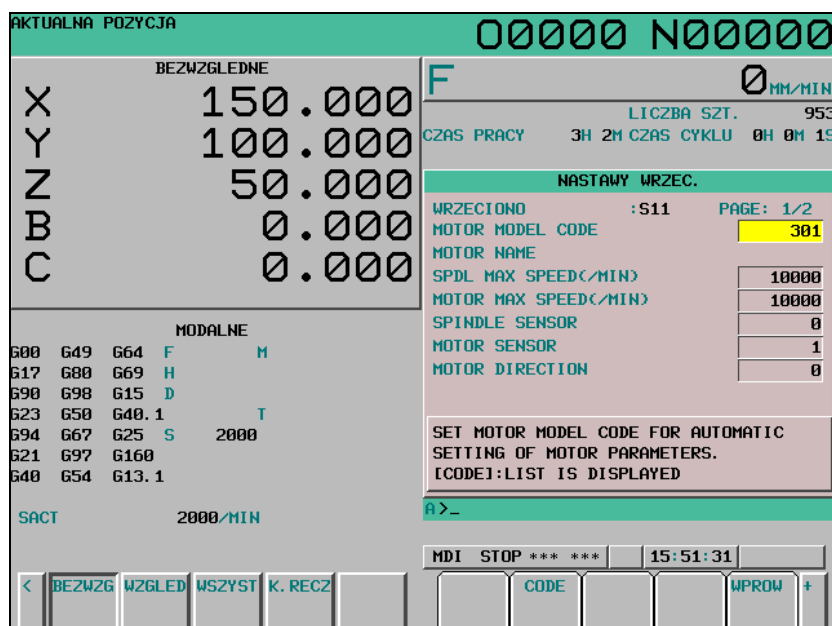 AKTUALNA POZYCJA
O0000 N00000
BEZWZGLEDNE
X 150.000
Y 100.000
Z 50.000
B 0.000
C 0.000
F 0 MM/MIN
LICZBA SZT. 953
CZAS PRACY 3H 2M CZAS CYKLU 0H 0M 1S
NASTAWY WRZEC.
WRZECIONO :S11 PAGE: 1/2
MOTOR MODEL CODE 301
MOTOR NAME
SPDL MAX SPEED(/MIN) 10000
MOTOR MAX SPEED(/MIN) 10000
SPINDLE SENSOR 0
MOTOR SENSOR 1
MOTOR DIRECTION 0
MODALNE
G00 G49 G64 F M
G17 G80 G69 H
G90 G98 G15 D
G23 G50 G40.1 T
G94 G67 G25 S 2000
G21 G97 G160
G40 G54 G13.1
SACT 2000/MIN
SET MOTOR MODEL CODE FOR AUTOMATIC
SETTING OF MOTOR PARAMETERS.
[CODE]:LIST IS DISPLAYED
A>_
MDI STOP *** *** 15:51:31
< BEZWZG WZGLED WSZYST K.RECZ CODE WPROW +